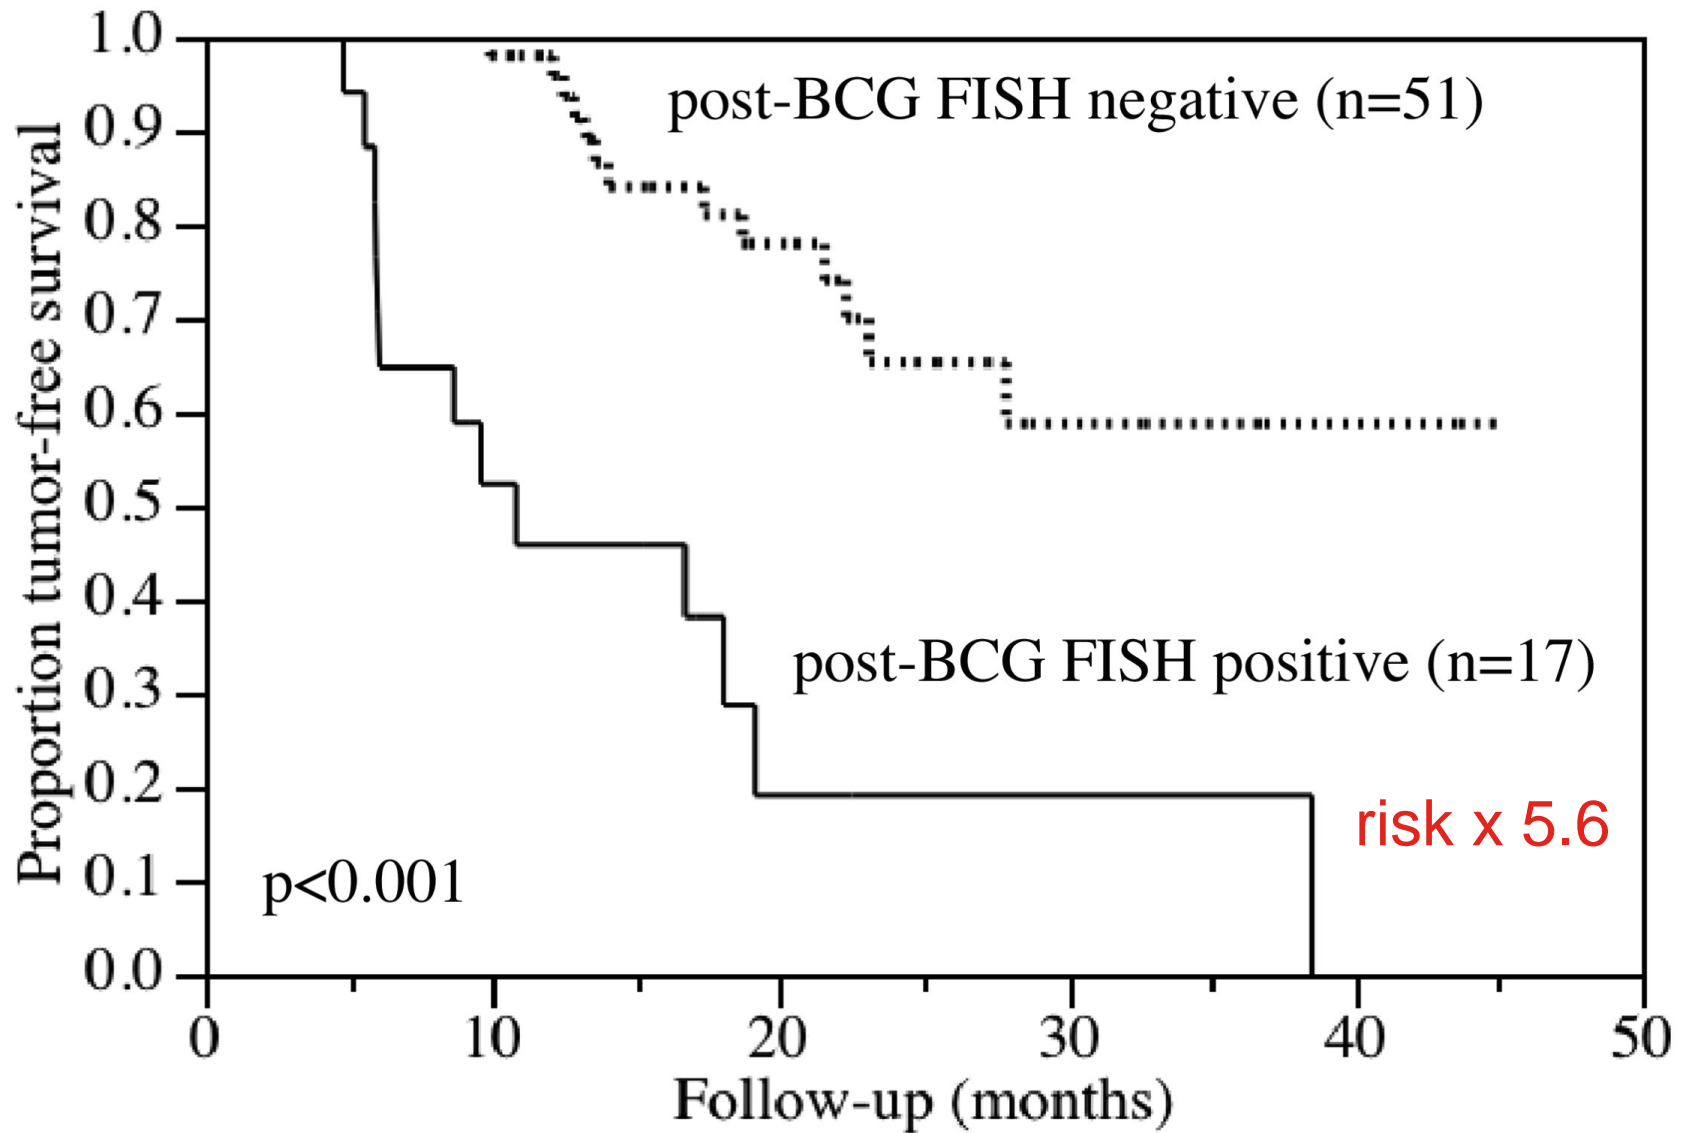 Proportion tumor-free survival
1.0
0.9
0.8
0.7
0.6
0.5
0.4
0.3
0.2
0.1
0.0
post-BCG FISH negative (n=51)
post-BCG FISH positive (n=17)
risk x 5.6
p<0.001
0 10 20 30 40 50
Follow-up (months)